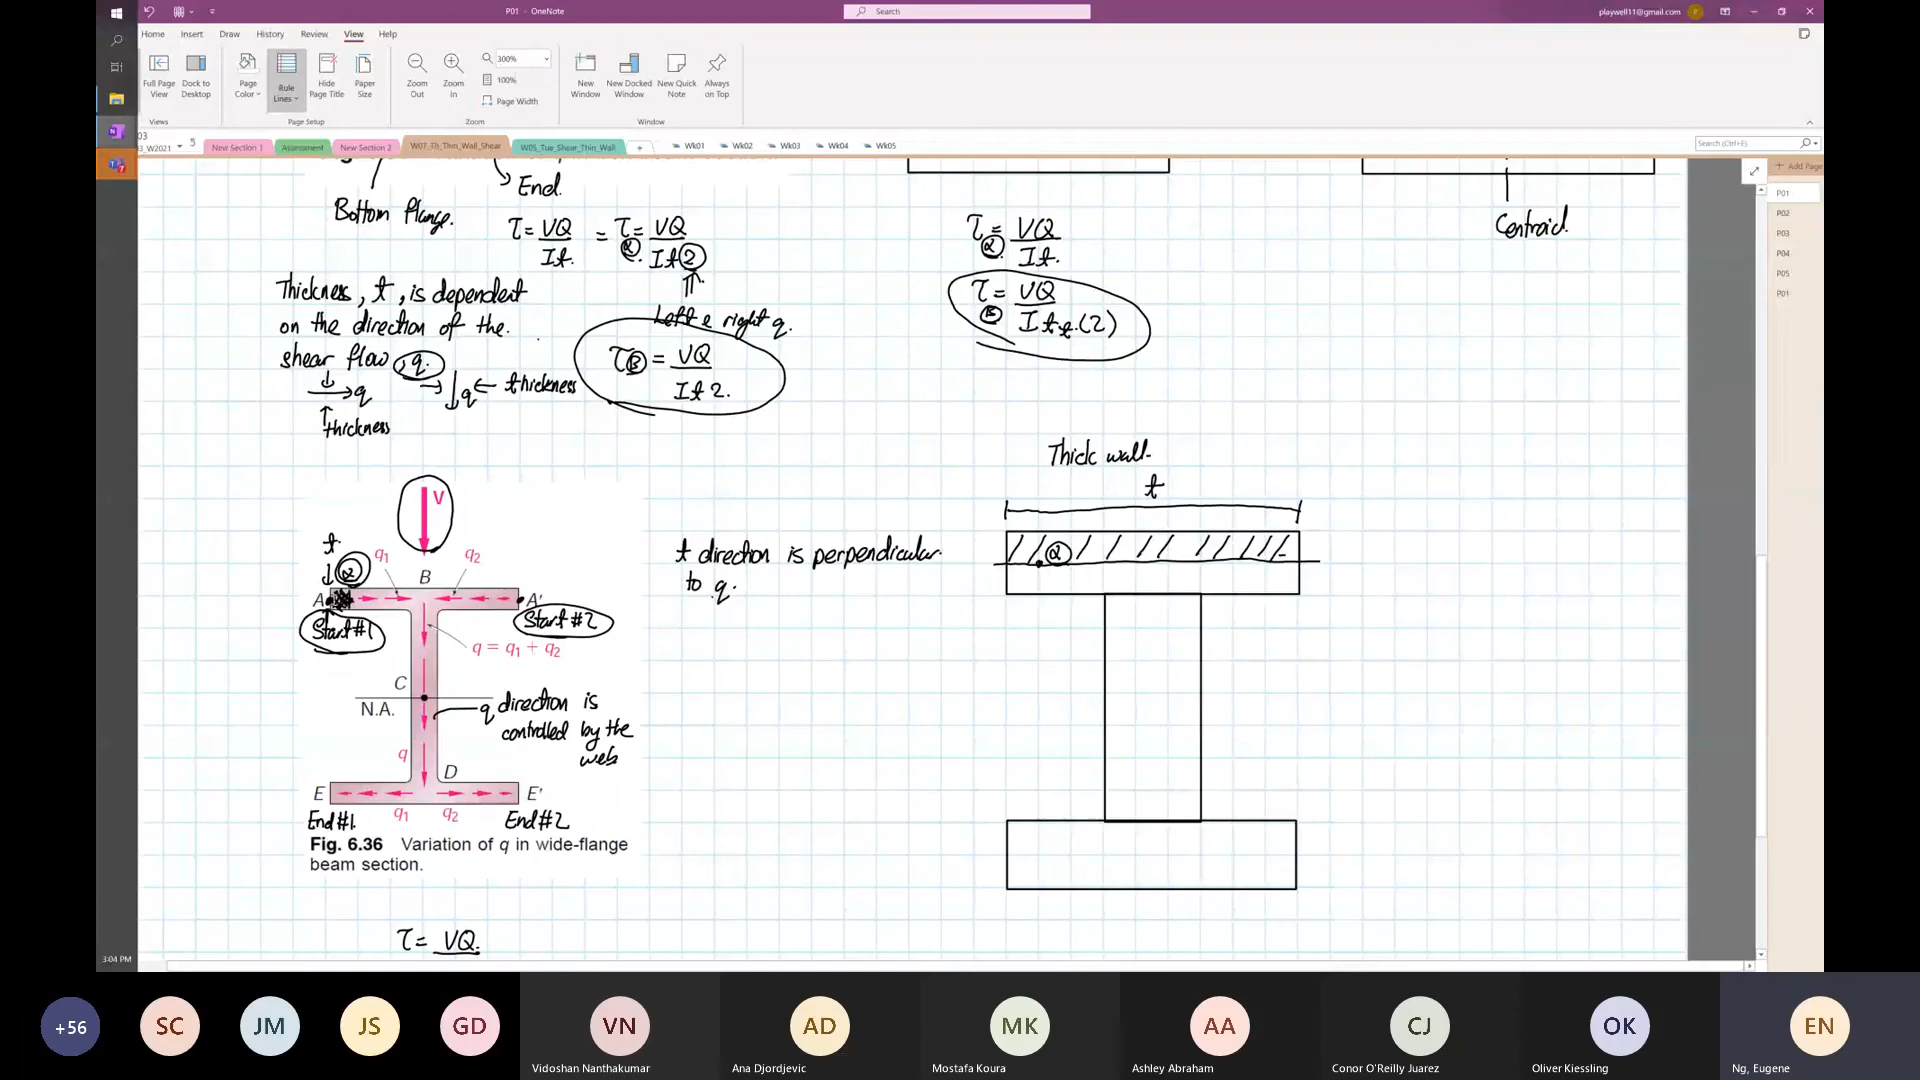 P01 - OneNote
Search
playwell11@gmail.com
Home Insert Draw History Review View Help
Full Page View
Dock to Desktop
Page Color
Rule Lines
Hide Page Title
Paper Size
Zoom Out
Zoom In
300%
100%
Page Width
New Window
New Docked Window
New Quick Note
Always on Top
Views Page Setup Zoom Window
New Section 1 Assessment New Section 2 W07_Th_Thin_Wall_Shear W05_Tue_Shear_Thin_Wall + Wk01 Wk02 Wk03 Wk04 Wk05
Search (Ctrl+E)
Add Page
P01
P02
P03
P04
P05
P01
End.
Bottom flange.
τ = VQ / It = τ α = VQ / It 2
Left & right q.
τ B = VQ / It 2.
Thickness, t, is dependent
on the direction of the.
shear flow, q.
q
thickness
q ← thickness
τ α = VQ / It.
τ B = VQ / I t t. (2)
Centroid.
Thick wall.
t
α
V
t
α
q1 q2
B
A A'
Start #1 Start #2
q = q1 + q2
t direction is perpendicular
to q.
C
N.A.
q direction is
controlled by the
web
q
D
E E'
q1 q2
End #1. End #2
Fig. 6.36 Variation of q in wide-flange
beam section.
τ = VQ.
3:04 PM
+56 SC JM JS GD VN AD MK AA CJ OK EN
Vidoshan Nanthakumar Ana Djordjevic Mostafa Koura Ashley Abraham Conor O'Reilly Juarez Oliver Kiessling Ng, Eugene